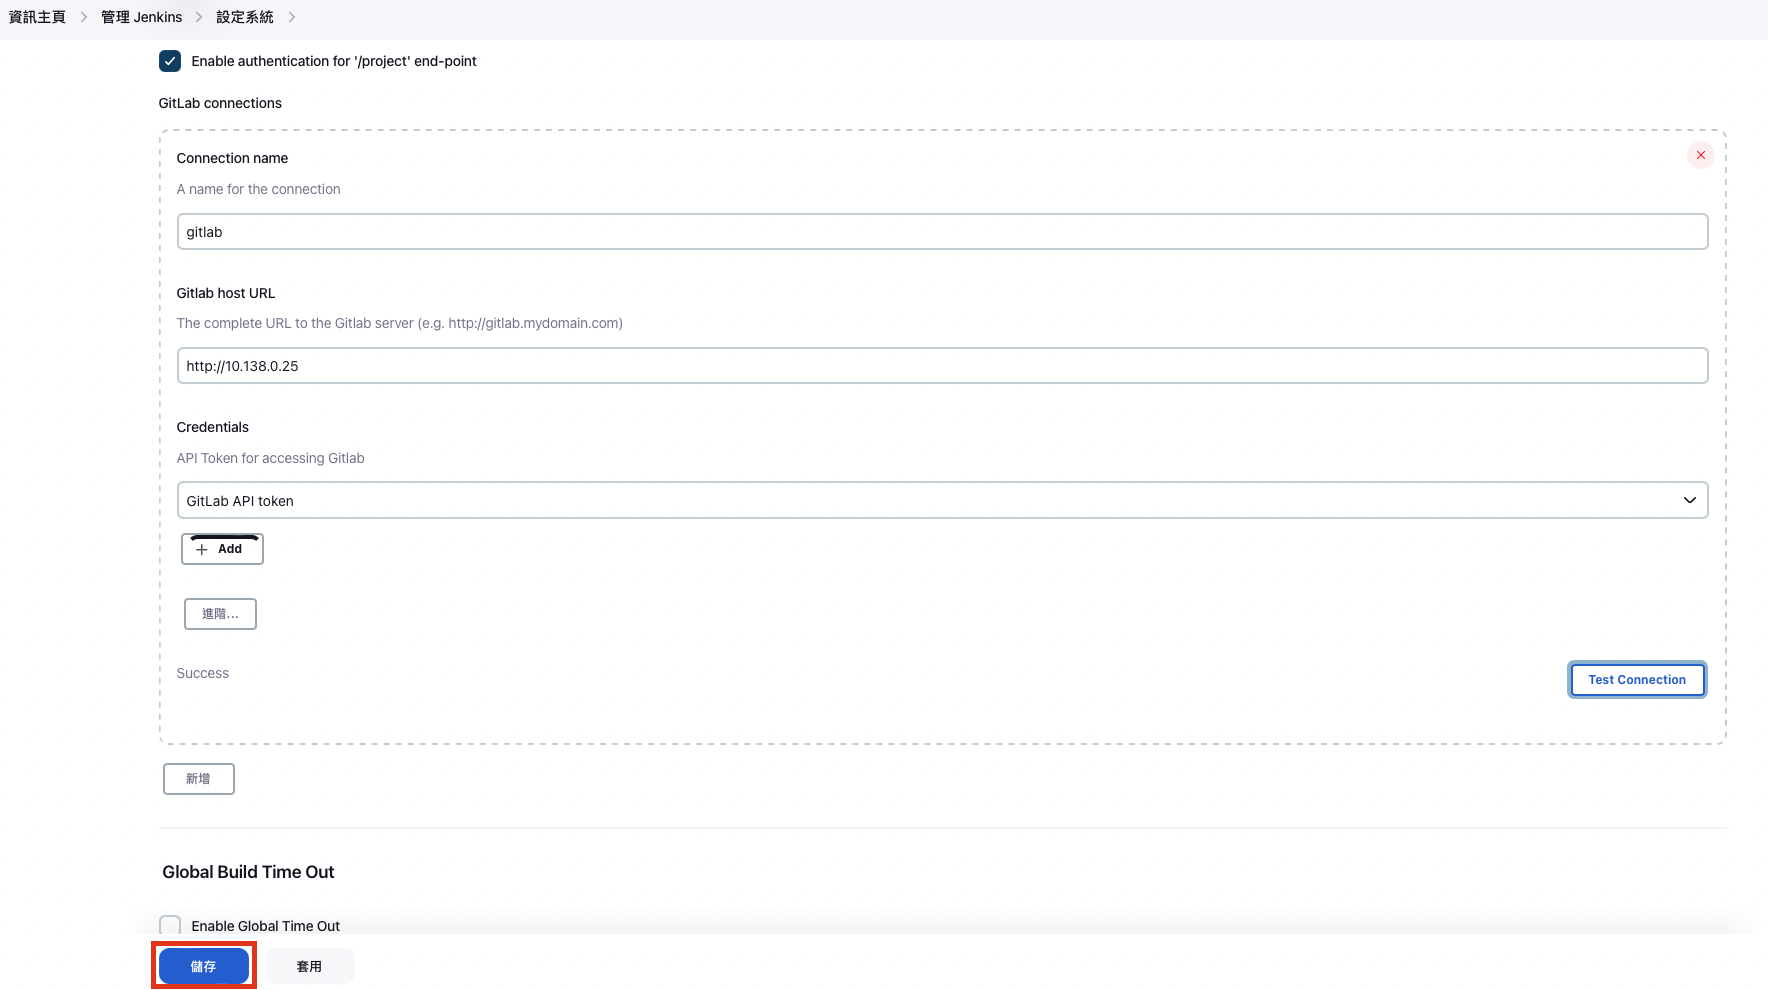 資訊主頁 > 管理 Jenkins > 設定系統 >
Enable authentication for '/project' end-point
GitLab connections
Connection name
A name for the connection
gitlab
Gitlab host URL
The complete URL to the Gitlab server (e.g. http://gitlab.mydomain.com)
http://10.138.0.25
Credentials
API Token for accessing Gitlab
GitLab API token
+ Add
進階...
Success
Test Connection
新增
Global Build Time Out
Enable Global Time Out
儲存
套用